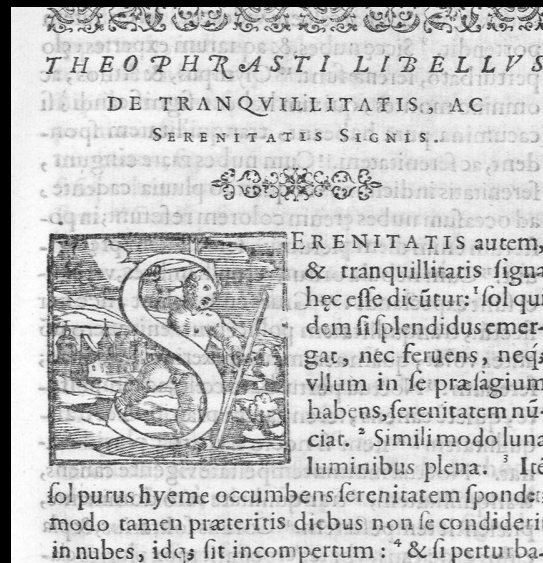 THEOPHRASTI LIBELLVS
DE TRANQVILLITATIS, AC
SERENITATIS SIGNIS.
SERENITATIS autem,
& tranquillitatis signa
hęc esse dicũtur: ¹ sol qui
dem si splendidus emer-
gat, nec feruens, neq;
vllum in se præsagium
habens, serenitatem nu-
ciat. ² Simili modo luna
luminibus plena. ³ Itẽ
sol purus hyeme occumbens serenitatem spondet:
modo tamen præteritis diebus non se condiderit
in nubes, idq; sit incompertum : ⁴ & si perturba-